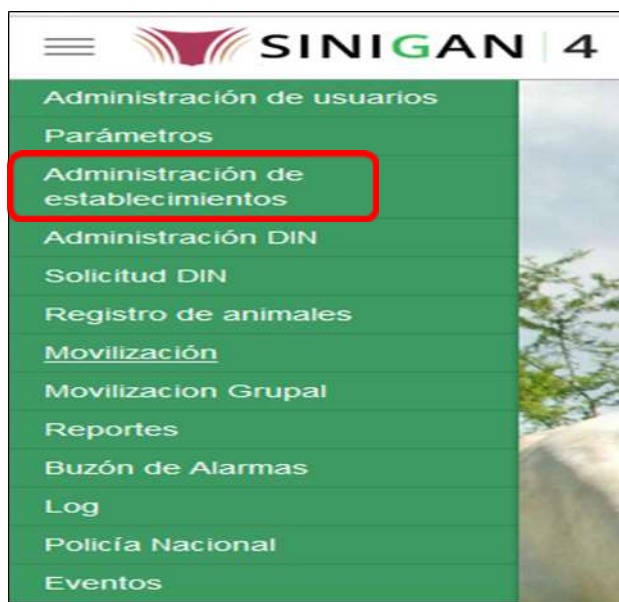 SINIGAN | 4
Administración de usuarios
Parámetros
Administración de
establecimientos
Administración DIN
Solicitud DIN
Registro de animales
Movilización
Movilizacion Grupal
Reportes
Buzón de Alarmas
Log
Policía Nacional
Eventos